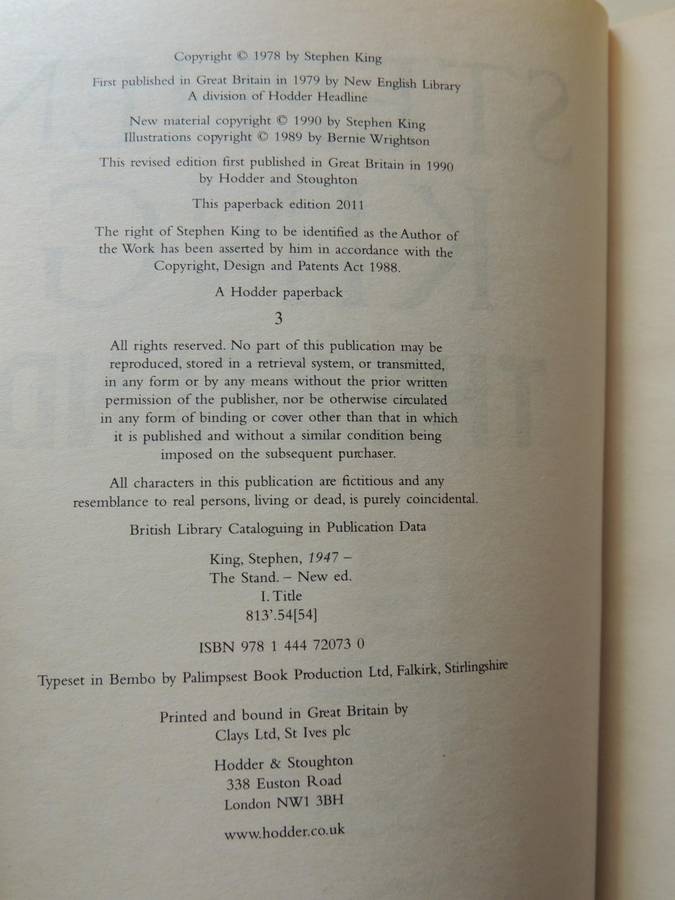 Copyright © 1978 by Stephen King
First published in Great Britain in 1979 by New English Library
A division of Hodder Headline
New material copyright © 1990 by Stephen King
Illustrations copyright © 1989 by Bernie Wrightson
This revised edition first published in Great Britain in 1990
by Hodder and Stoughton
This paperback edition 2011
The right of Stephen King to be identified as the Author of
the Work has been asserted by him in accordance with the
Copyright, Design and Patents Act 1988.
A Hodder paperback
3
All rights reserved. No part of this publication may be
reproduced, stored in a retrieval system, or transmitted,
in any form or by any means without the prior written
permission of the publisher, nor be otherwise circulated
in any form of binding or cover other than that in which
it is published and without a similar condition being
imposed on the subsequent purchaser.
All characters in this publication are fictitious and any
resemblance to real persons, living or dead, is purely coincidental.
British Library Cataloguing in Publication Data
King, Stephen, 1947 –
The Stand. – New ed.
I. Title
813'.54[54]
ISBN 978 1 444 72073 0
Typeset in Bembo by Palimpsest Book Production Ltd, Falkirk, Stirlingshire
Printed and bound in Great Britain by
Clays Ltd, St Ives plc
Hodder & Stoughton
338 Euston Road
London NW1 3BH
www.hodder.co.uk